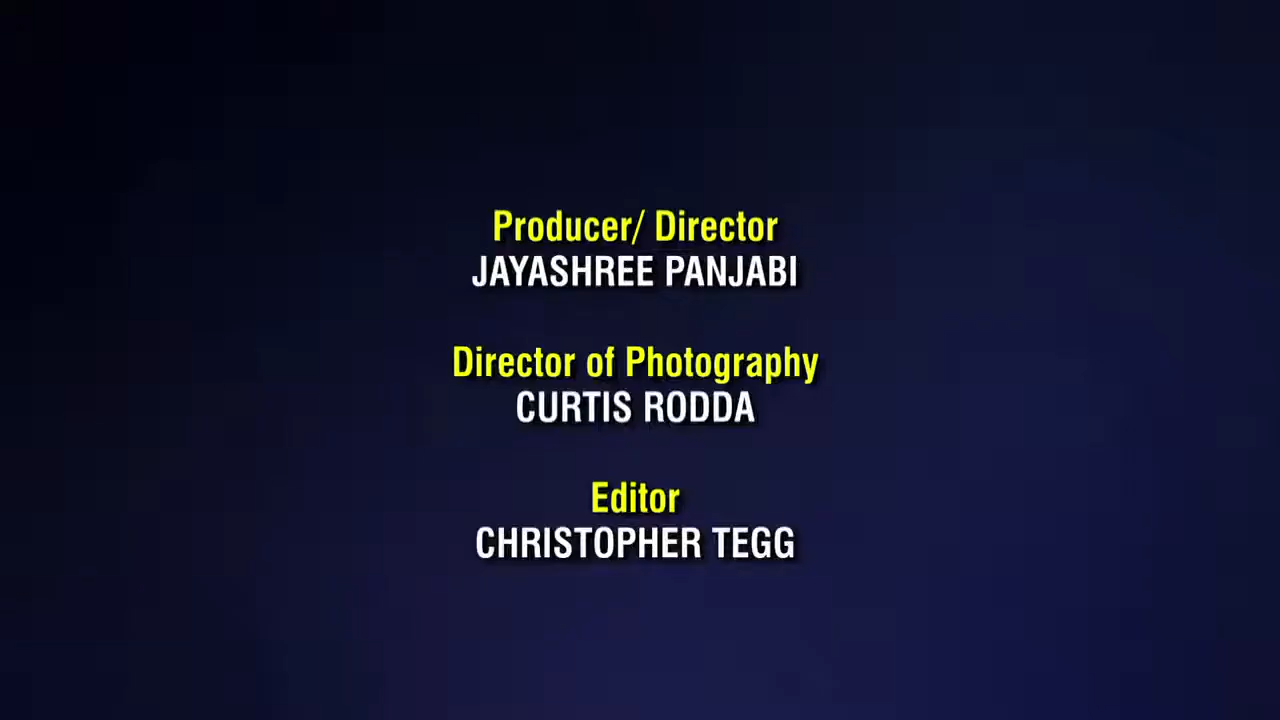 Producer/ Director
JAYASHREE PANJABI
Director of Photography
CURTIS RODDA
Editor
CHRISTOPHER TEGG